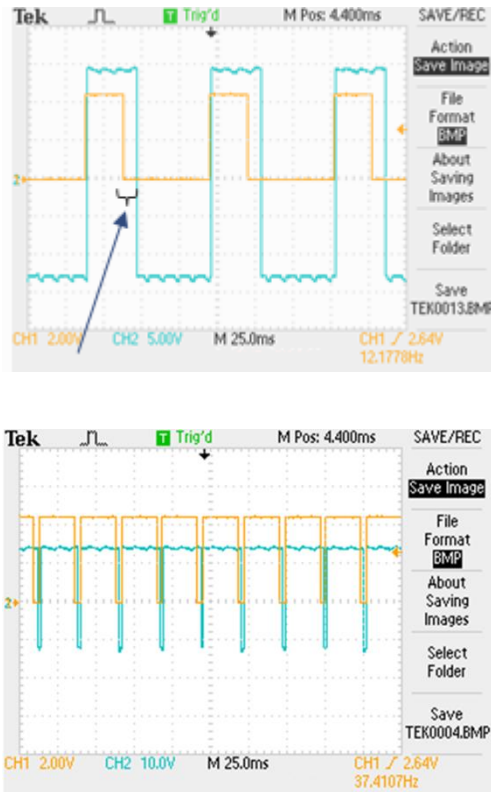 Tek T Trig'd M Pos: 4.400ms SAVE/REC
Action
Save Image
File
Format
BMP
About
Saving
Images
Select
Folder
Save
TEK0013.BMP
2
CH1 2.00V CH2 5.00V M 25.0ms CH1 / 2.64V
12.1778Hz
Tek T Trig'd M Pos: 4.400ms SAVE/REC
Action
Save Image
File
Format
BMP
About
Saving
Images
Select
Folder
Save
TEK0004.BMP
2
CH1 2.00V CH2 10.0V M 25.0ms CH1 / 2.64V
37.4107Hz